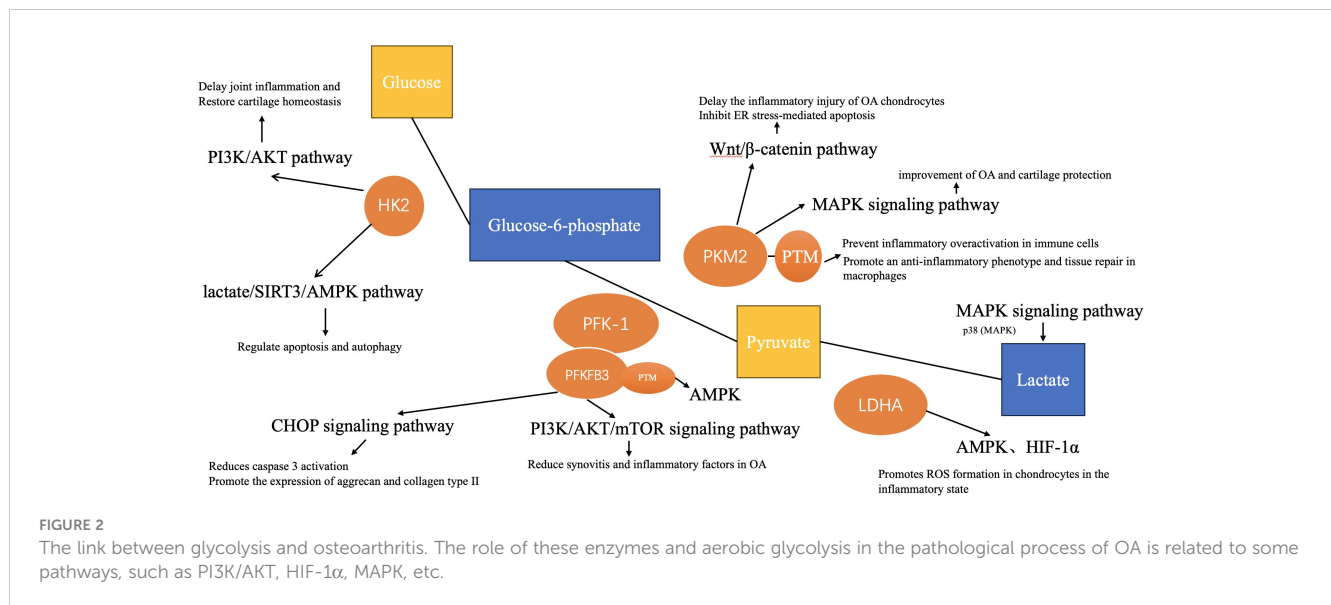 Glucose
Delay joint inflammation and
Restore cartilage homeostasis
PI3K/AKT pathway
HK2
lactate/SIRT3/AMPK pathway
Regulate apoptosis and autophagy
Glucose-6-phosphate
Delay the inflammatory injury of OA chondrocytes
Inhibit ER stress-mediated apoptosis
Wnt/β-catenin pathway
improvement of OA and cartilage protection
MAPK signaling pathway
PKM2
PTM
Prevent inflammatory overactivation in immune cells
Promote an anti-inflammatory phenotype and tissue repair in
macrophages
PFK-1
PFKFB3
PTM
AMPK
CHOP signaling pathway
Reduces caspase 3 activation
Promote the expression of aggrecan and collagen type II
PI3K/AKT/mTOR signaling pathway
Reduce synovitis and inflammatory factors in OA
Pyruvate
MAPK signaling pathway
p38 (MAPK)
Lactate
LDHA
AMPK、HIF-1α
Promotes ROS formation in chondrocytes in the
inflammatory state
FIGURE 2
The link between glycolysis and osteoarthritis. The role of these enzymes and aerobic glycolysis in the pathological process of OA is related to some
pathways, such as PI3K/AKT, HIF-1α, MAPK, etc.